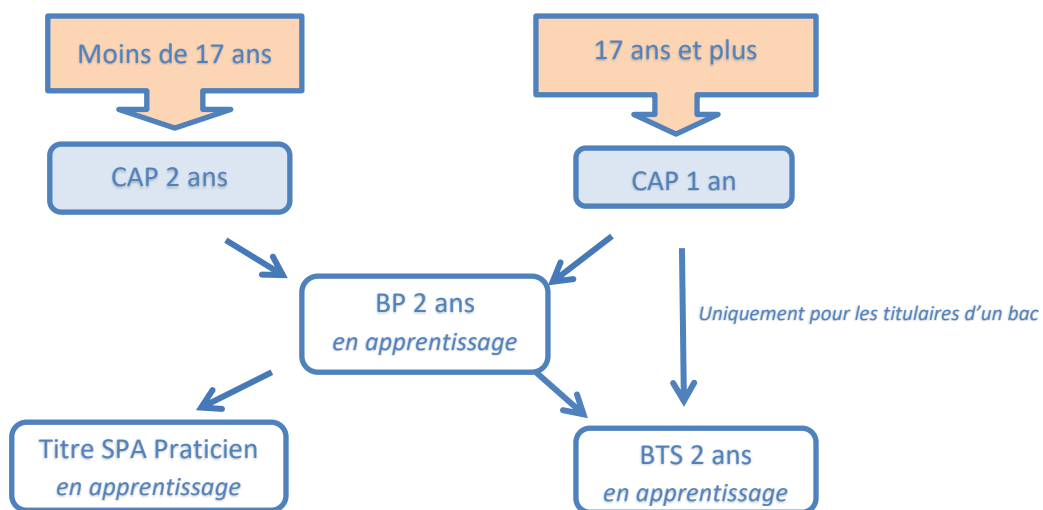 Moins de 17 ans
17 ans et plus
CAP 2 ans
CAP 1 an
BP 2 ans
en apprentissage
Uniquement pour les titulaires d’un bac
Titre SPA Praticien
en apprentissage
BTS 2 ans
en apprentissage